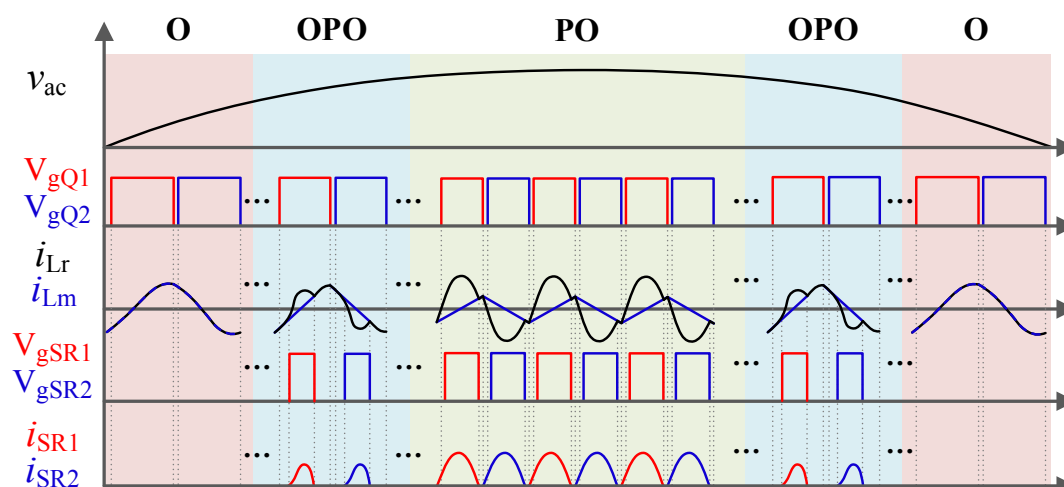 O OPO PO OPO O
vac
VgQ1
VgQ2
... ... ... ...
iLr
iLm
... ... ... ...
VgSR1
VgSR2
... ... ... ...
iSR1
iSR2
... ... ... ...